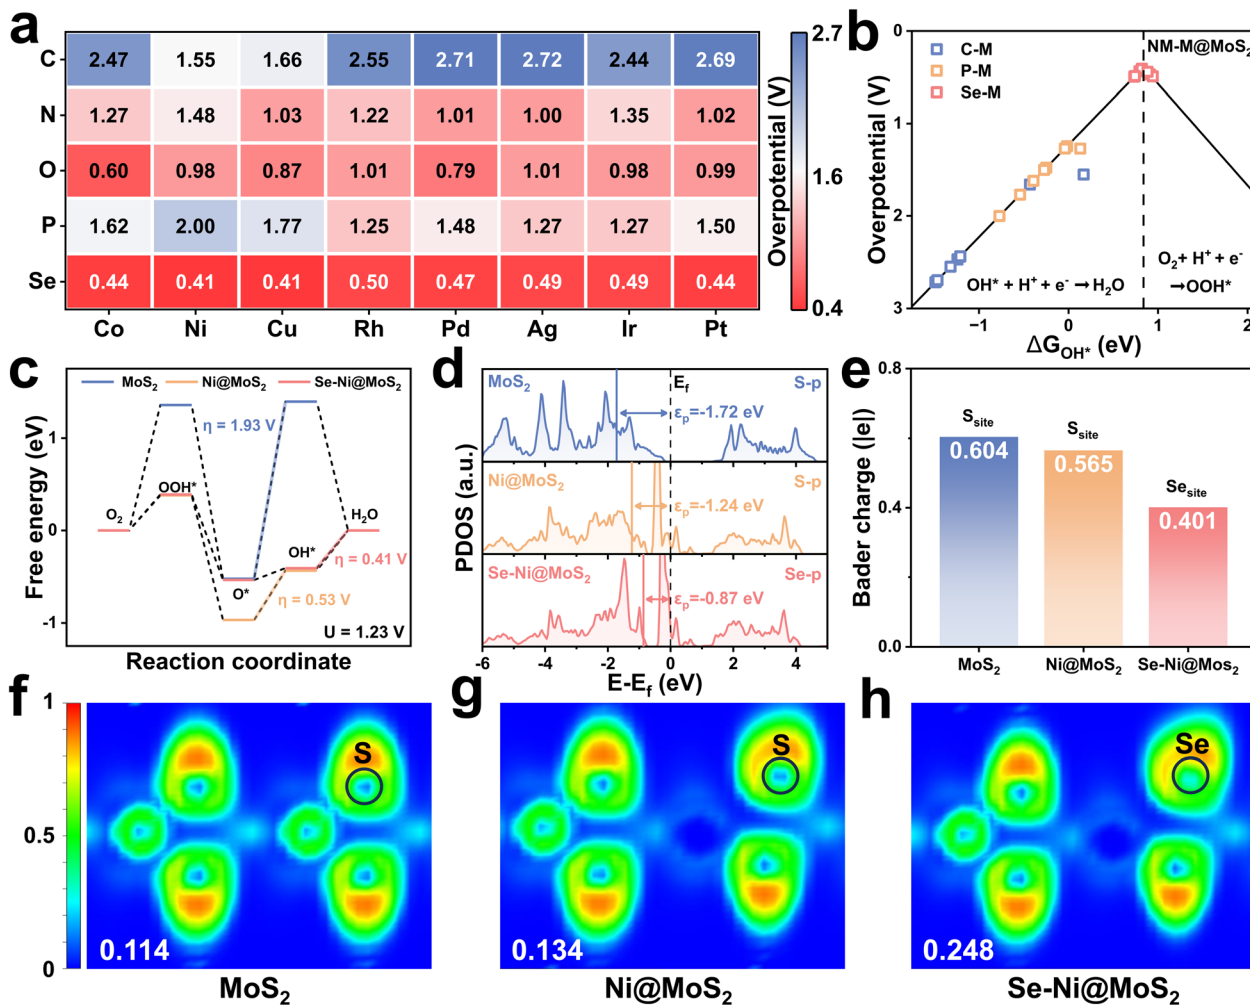 a
C 2.47 1.55 1.66 2.55 2.71 2.72 2.44 2.69
N 1.27 1.48 1.03 1.22 1.01 1.00 1.35 1.02
O 0.60 0.98 0.87 1.01 0.79 1.01 0.98 0.99
P 1.62 2.00 1.77 1.25 1.48 1.27 1.27 1.50
Se 0.44 0.41 0.41 0.50 0.47 0.49 0.49 0.44
Co Ni Cu Rh Pd Ag Ir Pt
2.7
1.6
0.4
Overpotential (V)
b
C-M
P-M
Se-M
NM-M@MoS₂
0
1
2
3
Overpotential (V)
OH* + H⁺ + e⁻ →H₂O
O₂+ H⁺ + e⁻
→OOH*
−1 0 1 2
ΔG_OH* (eV)
c
MoS₂ Ni@MoS₂ Se-Ni@MoS₂
1
0
-1
Free energy (eV)
O₂
OOH*
O*
OH*
H₂O
η = 1.93 V
η = 0.41 V
η = 0.53 V
U = 1.23 V
Reaction coordinate
d
MoS₂ E_f S-p
ε_p=-1.72 eV
Ni@MoS₂ S-p
ε_p=-1.24 eV
Se-Ni@MoS₂ Se-p
ε_p=-0.87 eV
PDOS (a.u.)
-6 -4 -2 0 2 4
E-E_f (eV)
e
0.8
0.4
0.0
Bader charge (|e|)
S_site
0.604
S_site
0.565
Se_site
0.401
MoS₂ Ni@MoS₂ Se-Ni@Mos₂
f
1
0.5
0
S
0.114
MoS₂
g
S
0.134
Ni@MoS₂
h
Se
0.248
Se-Ni@MoS₂